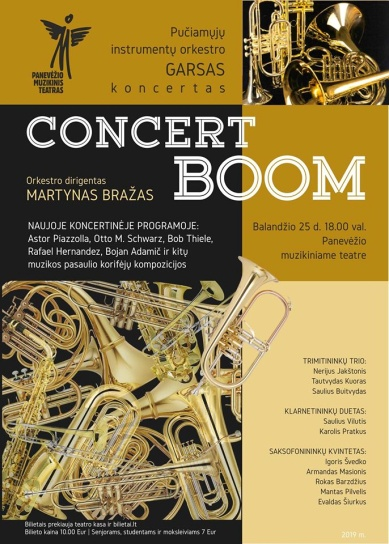 PANEVĖŽIO
MUZIKINIS
TEATRAS
Pučiamųjų
instrumentų orkestro
GARSAS
koncertas
CONCERT
BOOM
Orkestro dirigentas
MARTYNAS BRAŽAS
NAUJOJE KONCERTINĖJE PROGRAMOJE:
Astor Piazzolla, Otto M. Schwarz, Bob Thiele,
Rafael Hernandez, Bojan Adamič ir kitų
muzikos pasaulio korifėjų kompozicijos
Balandžio 25 d. 18.00 val.
Panevėžio
muzikiniame teatre
TRIMITININKŲ TRIO:
Nerijus Jakštonis
Tautvydas Kuoras
Saulius Buitvydas
KLARNETININKŲ DUETAS:
Saulius Vilutis
Karolis Pratkus
SAKSOFONININKŲ KVINTETAS:
Igoris Švedko
Armandas Masionis
Rokas Barzdžius
Mantas Pilvelis
Evaldas Šiurkus
Bilietais prekiauja teatro kasa ir bilietai.lt
Bilieto kaina 10.00 Eur | Senjorams, studentams ir moksleiviams 7 Eur
2019 m.